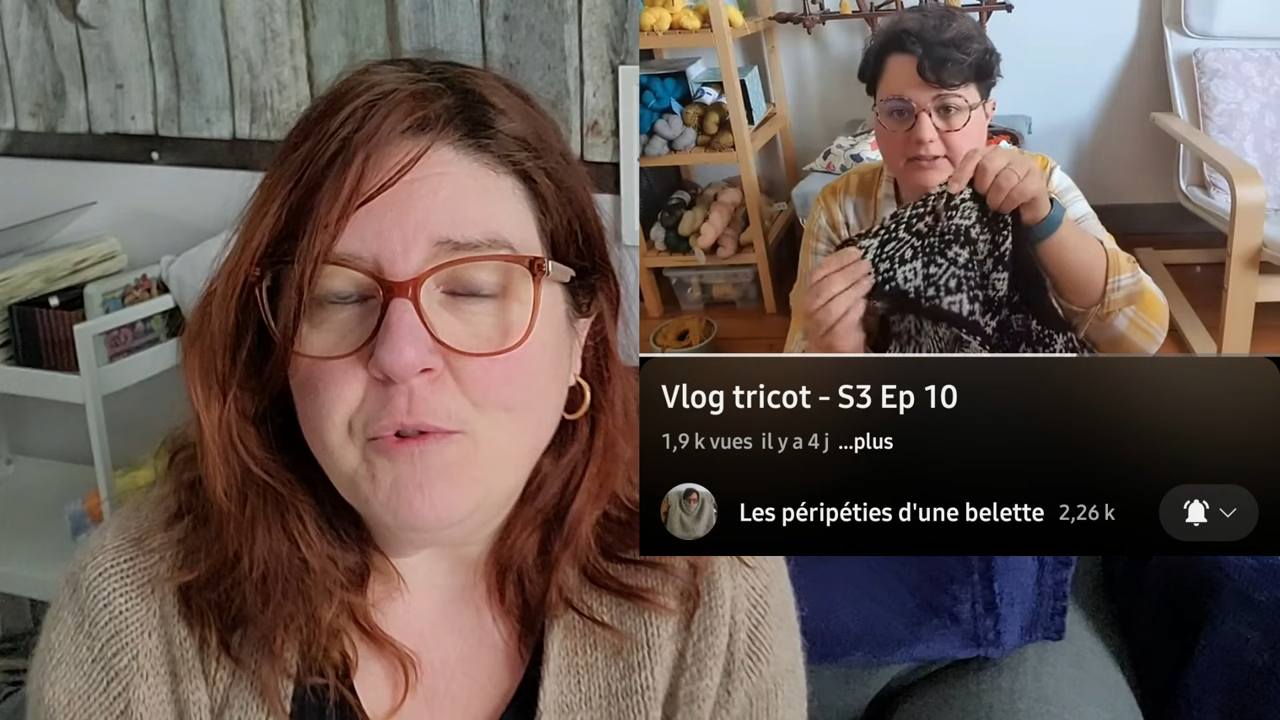 Vlog tricot - S3 Ep 10
1,9 k vues il y a 4 j ...plus
Les péripéties d'une belette 2,26 k